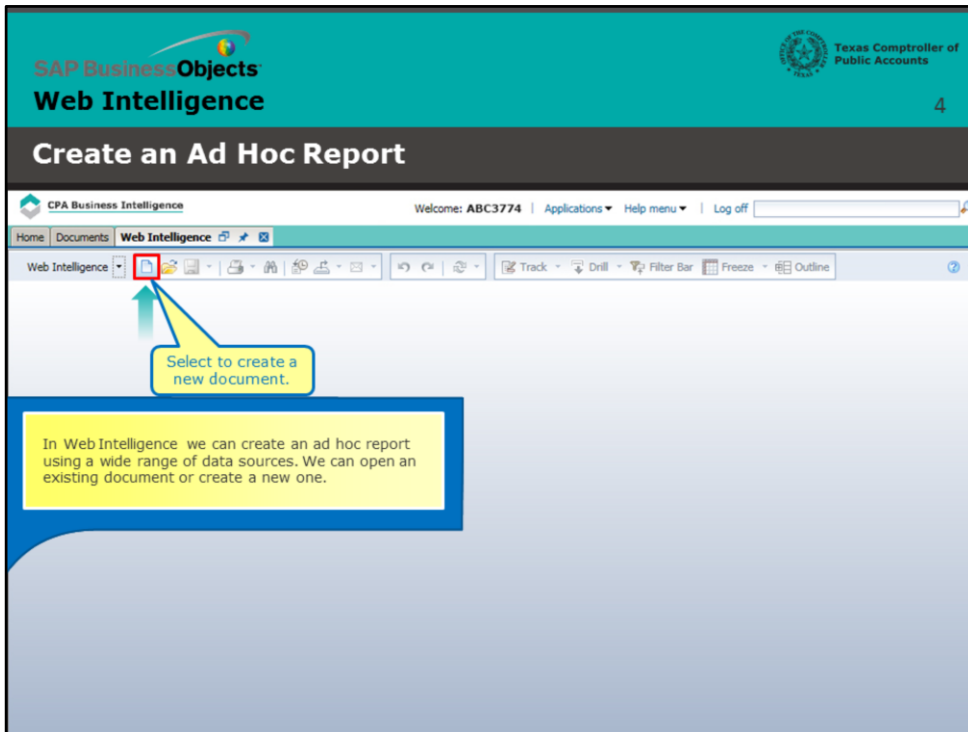 SAP BusinessObjects
Texas Comptroller of
Public Accounts
Web Intelligence
4
Create an Ad Hoc Report
CPA Business Intelligence
Welcome: ABC3774 | Applications Help menu | Log off
Home Documents Web Intelligence
Web Intelligence Track Drill Filter Bar Freeze Outline
Select to create a
new document.
In Web Intelligence we can create an ad hoc report
using a wide range of data sources. We can open an
existing document or create a new one.